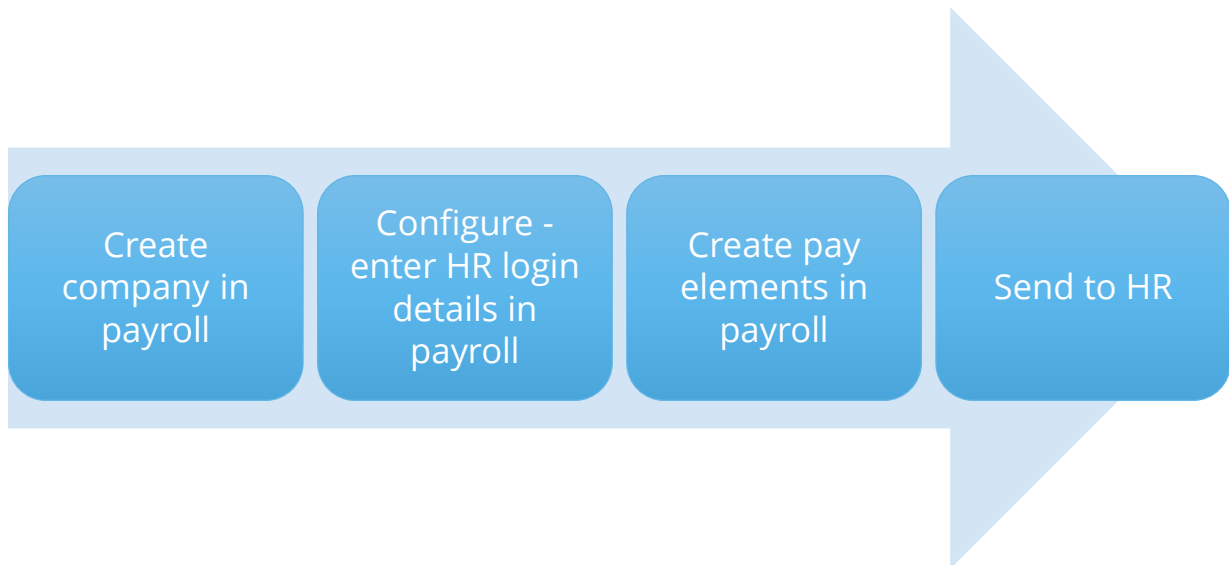 Create
company in
payroll
Configure -
enter HR login
details in
payroll
Create pay
elements in
payroll
Send to HR